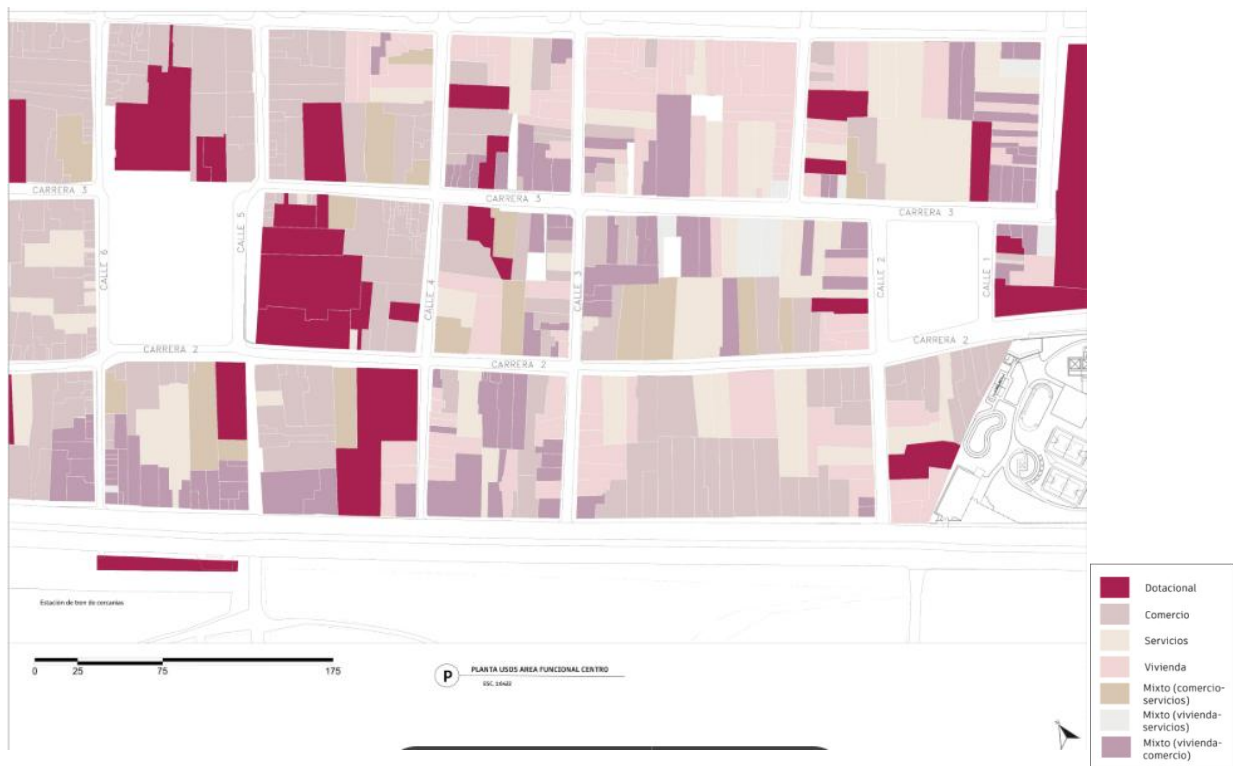 CARRERA 3
CARRERA 3
CARRERA 3
CALLE 6
CALLE 5
CALLE 4
CALLE 3
CALLE 2
CALLE 1
CARRERA 2
CARRERA 2
CARRERA 2
Estación de tren de cercanías
0 25 75 175
P
PLANTA USOS AREA FUNCIONAL CENTRO
Dotacional
Comercio
Servicios
Vivienda
Mixto (comercio-
servicios)
Mixto (vivienda-
servicios)
Mixto (vivienda-
comercio)